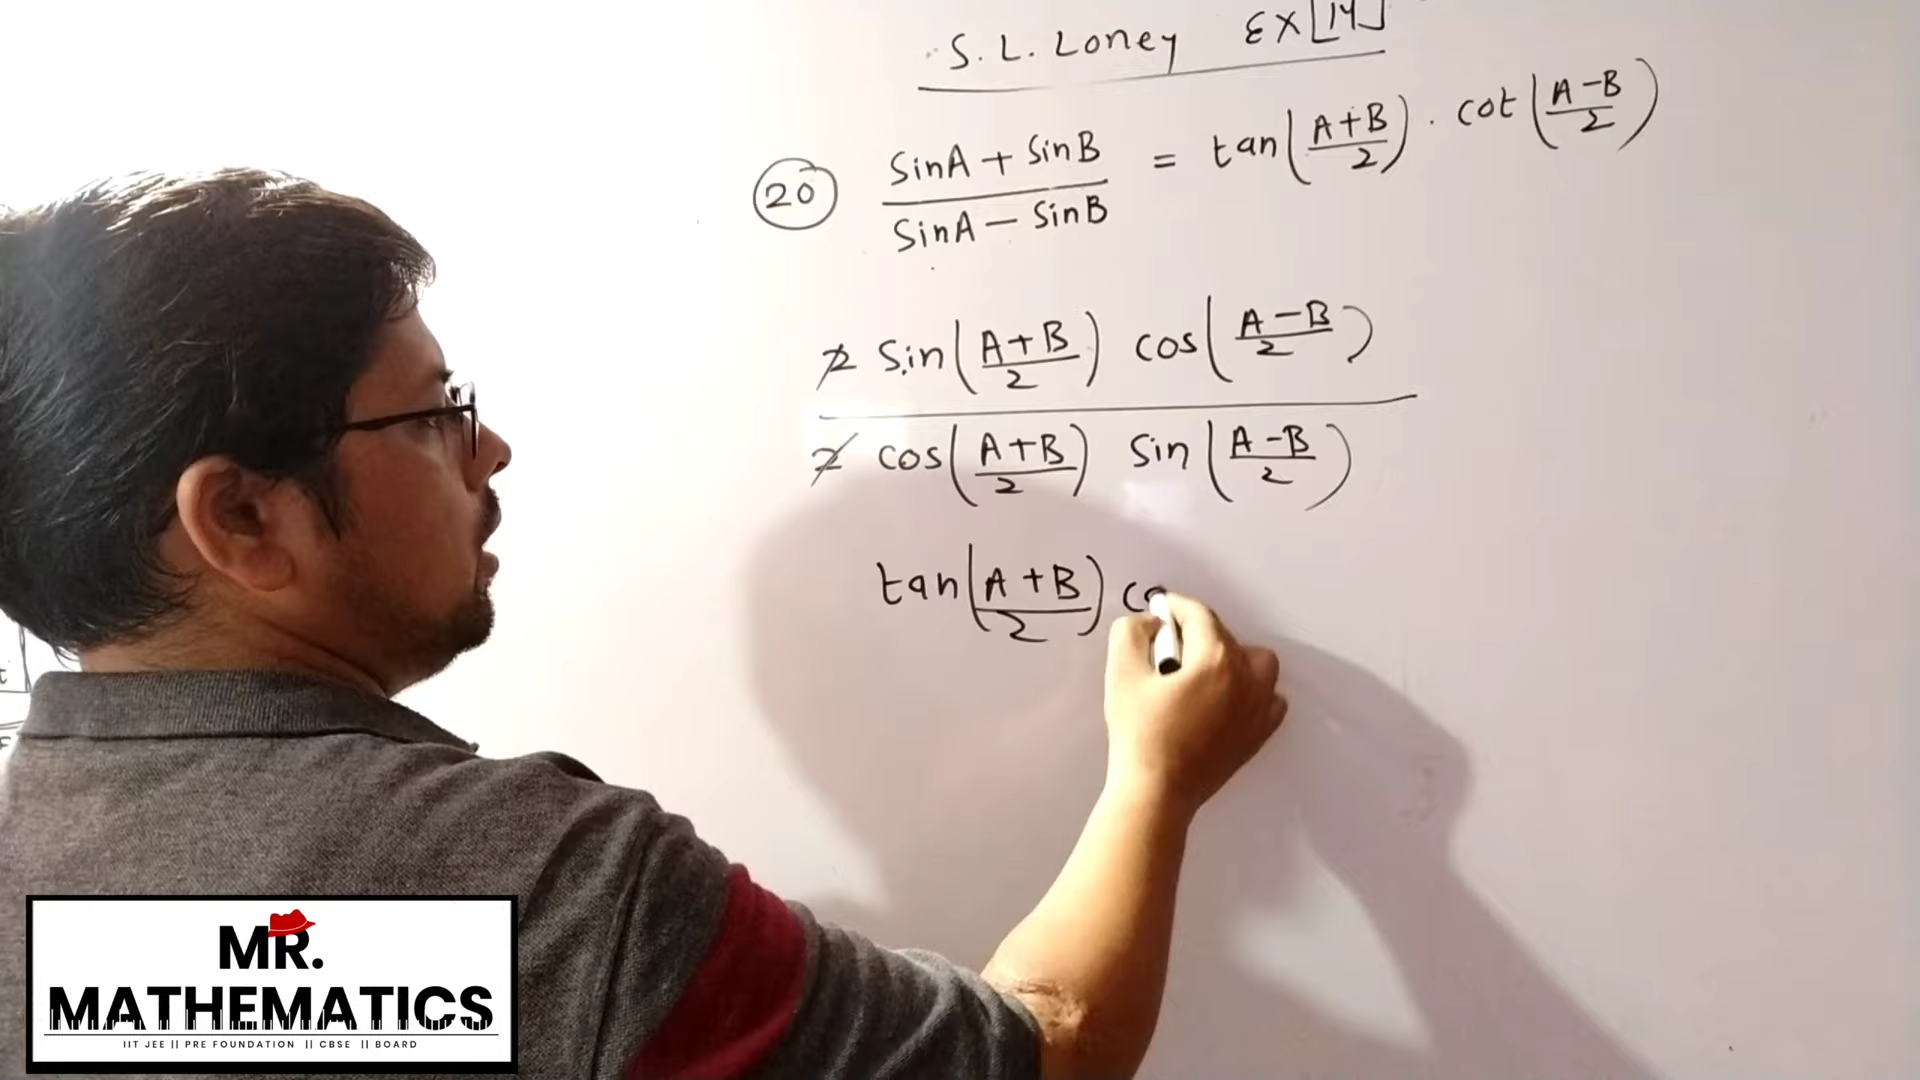 S. L. Loney EX[14]
20 SinA + SinB / SinA − SinB = tan(A+B/2) . cot(A−B/2)
2 Sin(A+B/2) cos(A−B/2)
2 cos(A+B/2) Sin(A−B/2)
tan(A+B/2) co
MR.
MATHEMATICS
IIT JEE || PRE FOUNDATION || CBSE || BOARD